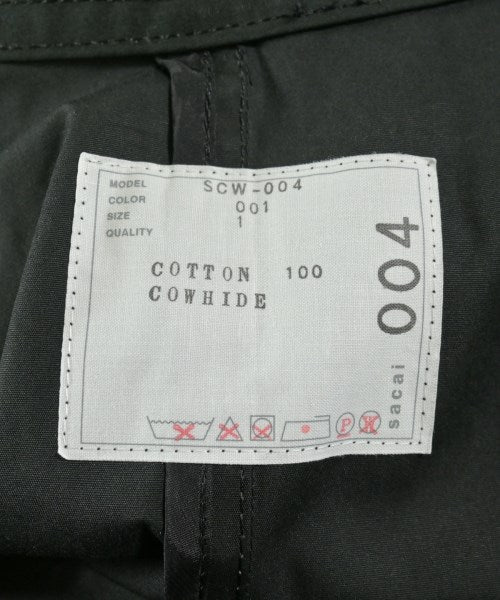 MODEL SCW-004
COLOR 001
SIZE 1
QUALITY
COTTON 100
COWHIDE
P
sacai 004